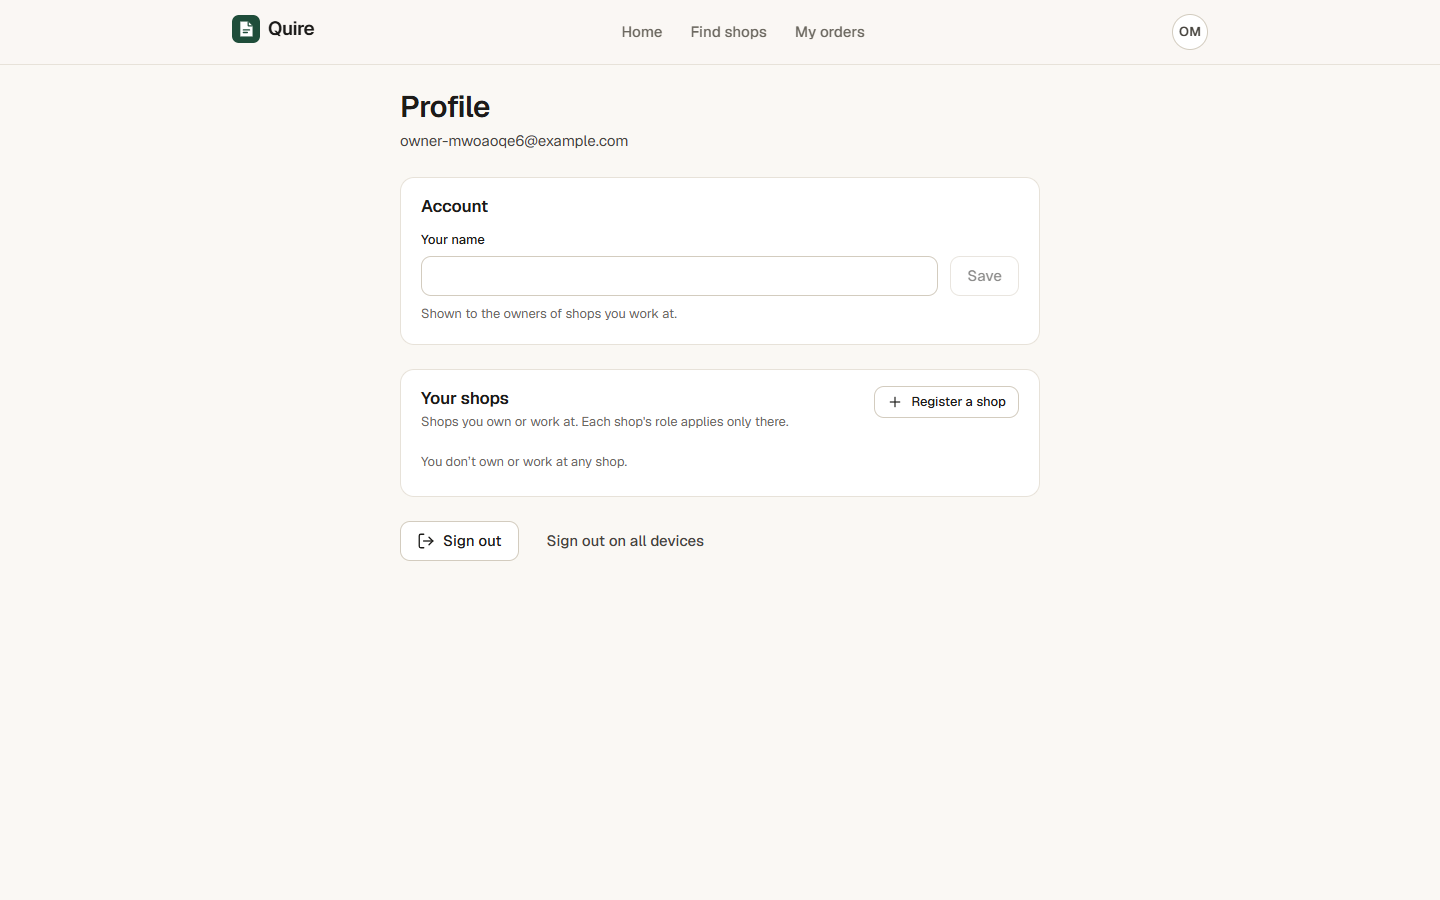 Quire
Home
Find shops
My orders
OM
Profile
owner-mwoaoqe6@example.com
Account
Your name
Save
Shown to the owners of shops you work at.
Your shops
Register a shop
Shops you own or work at. Each shop's role applies only there.
You don't own or work at any shop.
Sign out
Sign out on all devices